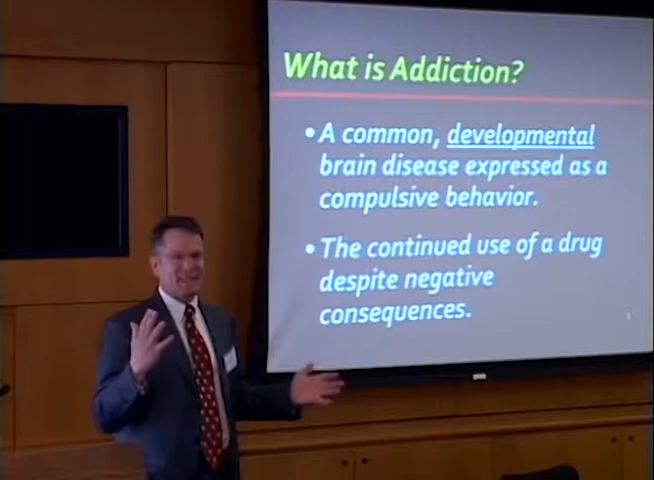 What is Addiction?
• A common, developmental
brain disease expressed as a
compulsive behavior.
• The continued use of a drug
despite negative
consequences.